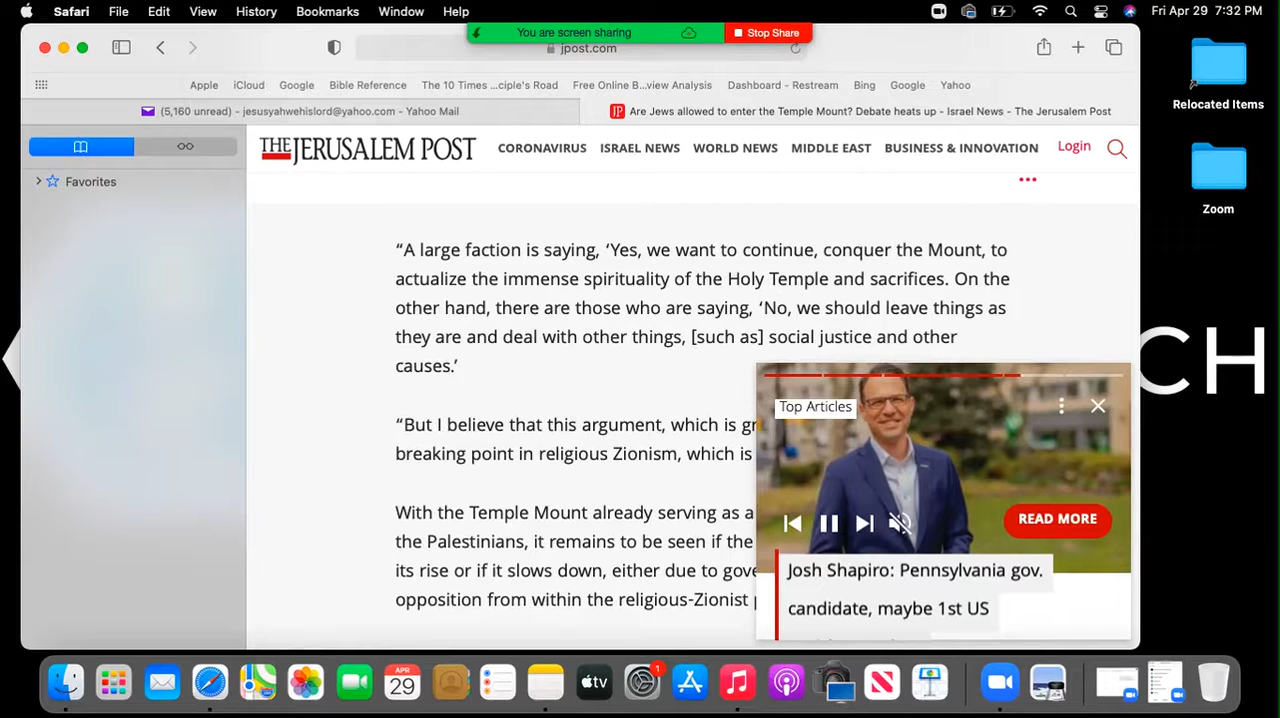 Safari File Edit View History Bookmarks Window Help Fri Apr 29 7:32 PM
You are screen sharing Stop Share
jpost.com
Apple iCloud Google Bible Reference The 10 Times ...ciple's Road Free Online B...view Analysis Dashboard - Restream Bing Google Yahoo
(5,160 unread) - jesusyahwehislord@yahoo.com - Yahoo Mail
JP Are Jews allowed to enter the Temple Mount? Debate heats up - Israel News - The Jerusalem Post
Relocated Items
Zoom
Favorites
THE JERUSALEM POST
CORONAVIRUS ISRAEL NEWS WORLD NEWS MIDDLE EAST BUSINESS & INNOVATION Login
“A large faction is saying, ‘Yes, we want to continue, conquer the Mount, to
actualize the immense spirituality of the Holy Temple and sacrifices. On the
other hand, there are those who are saying, ‘No, we should leave things as
they are and deal with other things, [such as] social justice and other
causes.’
“But I believe that this argument, which is
breaking point in religious Zionism, which is
With the Temple Mount already serving as a
the Palestinians, it remains to be seen if the
its rise or if it slows down, either due to
opposition from within the religious-Zionist
Top Articles
READ MORE
Josh Shapiro: Pennsylvania gov.
candidate, maybe 1st US
CH
APR
29
tv
1